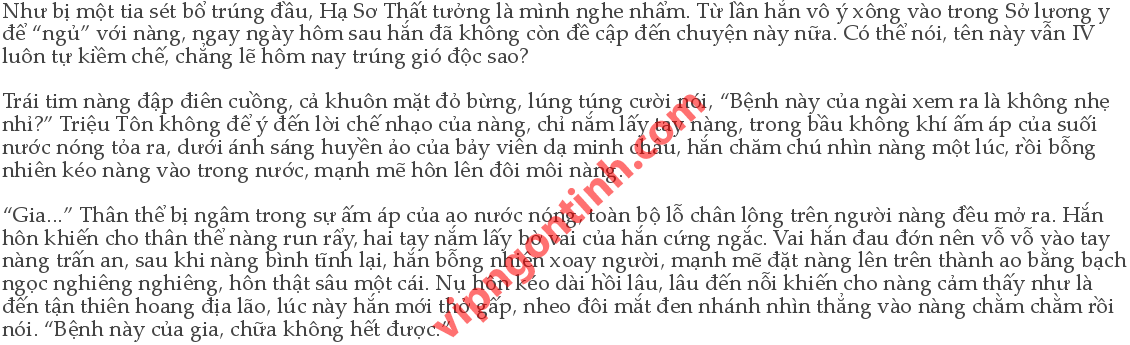 Như bị một tia sét bổ trúng đầu, Hạ Sơ Thất tưởng là mình nghe nhầm. Từ lần hắn vô ý xông vào trong Sở lương y
để “ngủ” với nàng, ngay ngày hôm sau hắn đã không còn đề cập đến chuyện này nữa. Có thể nói, tên này vẫn IV
luôn tự kiềm chế, chẳng lẽ hôm nay trúng gió độc sao?
Trái tim nàng đập điên cuồng, cả khuôn mặt đỏ bừng, lúng túng cười nói, “Bệnh này của ngài xem ra là không nhẹ
nhỉ?” Triệu Tôn không để ý đến lời chế nhạo của nàng, chỉ nắm lấy tay nàng, trong bầu không khí ấm áp của suối
nước nóng tỏa ra, dưới ánh sáng huyền ảo của bảy viên dạ minh châu, hắn chăm chú nhìn nàng một lúc, rồi bỗng
nhiên kéo nàng vào trong nước, mạnh mẽ hôn lên đôi môi nàng.
“Gia...” Thân thể bị ngâm trong sự ấm áp của ao nước nóng, toàn bộ lỗ chân lông trên người nàng đều mở ra. Hắn
hôn khiến cho thân thể nàng run rẩy, hai tay nắm lấy bờ vai của hắn cứng ngắc. Vai hắn đau đớn nên vỗ vỗ vào tay
nàng trấn an, sau khi nàng bình tĩnh lại, hắn bỗng nhiên xoay người, mạnh mẽ đặt nàng lên trên thành ao bằng bạch
ngọc nghiêng nghiêng, hôn thật sâu một cái. Nụ hôn kéo dài hồi lâu, lâu đến nỗi khiến cho nàng cảm thấy như là
đến tận thiên hoang địa lão, lúc này hắn mới thở gấp, nheo đôi mắt đen nhánh nhìn thẳng vào nàng chằm chằm rồi
nói. “Bệnh này của gia, chữa không hết được.”
vipngontinh.com